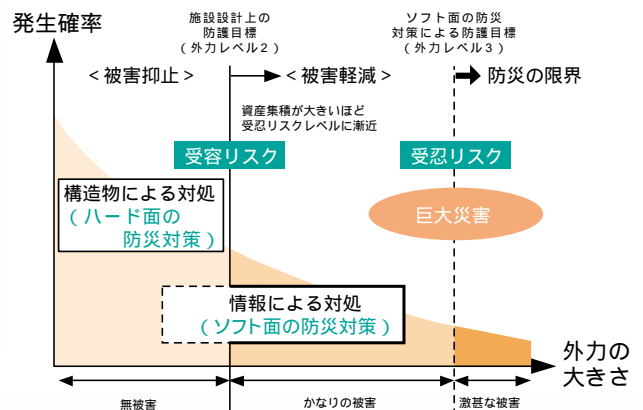 発生確率
施設設計上の
防護目標
（外力レベル2）
ソフト面の防災
対策による防護目標
（外力レベル3）
＜被害抑止＞
＜被害軽減＞
防災の限界
資産集積が大きいほど
受忍リスクレベルに漸近
受容リスク
受忍リスク
構造物による対処
（ハード面の
防災対策）
巨大災害
情報による対処
（ソフト面の防災対策）
外力の
大きさ
無被害
かなりの被害
激甚な被害